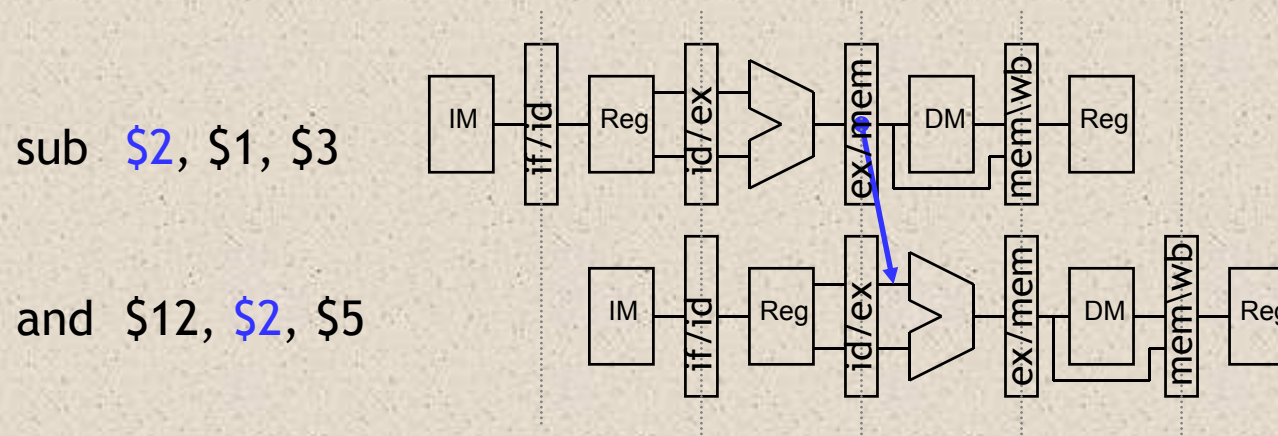 IM if/id Reg id/ex ex/mem DM mem\wb Reg
sub $2, $1, $3
IM if/id Reg id/ex ex/mem DM mem\wb Reg
and $12, $2, $5